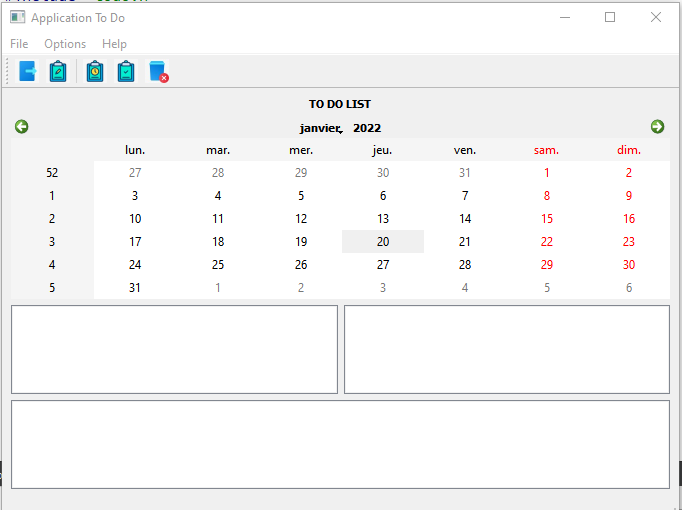 Application To Do
File Options Help
TO DO LIST
janvier, 2022
lun. mar. mer. jeu. ven. sam. dim.
52 27 28 29 30 31 1 2
1 3 4 5 6 7 8 9
2 10 11 12 13 14 15 16
3 17 18 19 20 21 22 23
4 24 25 26 27 28 29 30
5 31 1 2 3 4 5 6